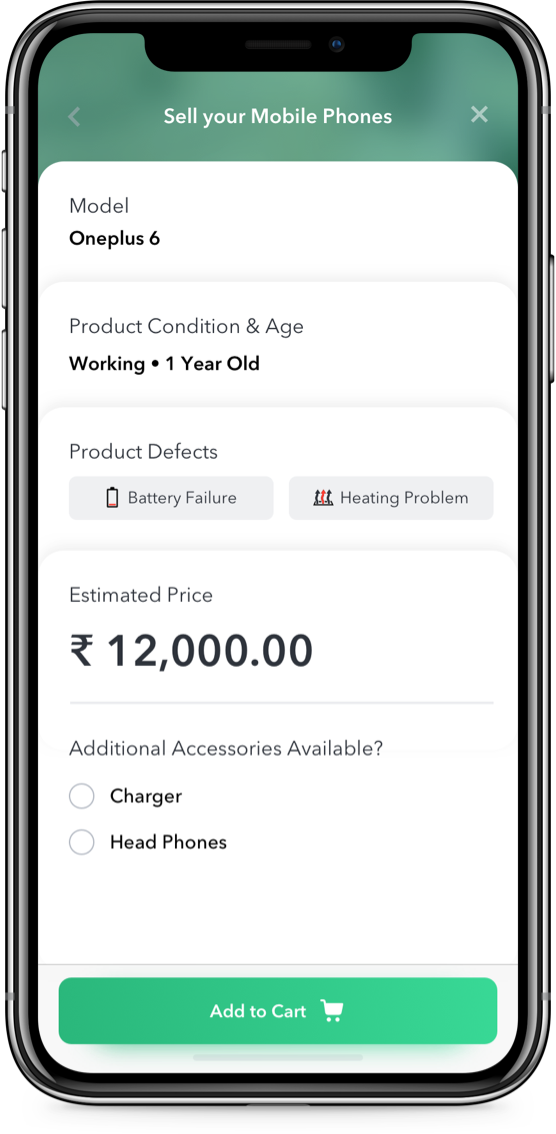 Sell your Mobile Phones
Model
Oneplus 6
Product Condition & Age
Working • 1 Year Old
Product Defects
Battery Failure
Heating Problem
Estimated Price
₹ 12,000.00
Additional Accessories Available?
Charger
Head Phones
Add to Cart